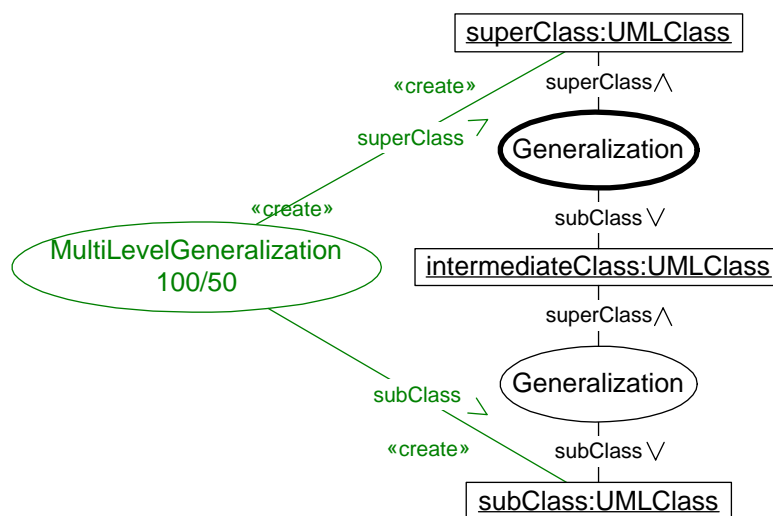 superClass:UMLClass
«create»
superClass
superClass
Generalization
«create»
subClass
MultiLevelGeneralization
100/50
intermediateClass:UMLClass
superClass
Generalization
subClass
«create»
subClass
subClass:UMLClass